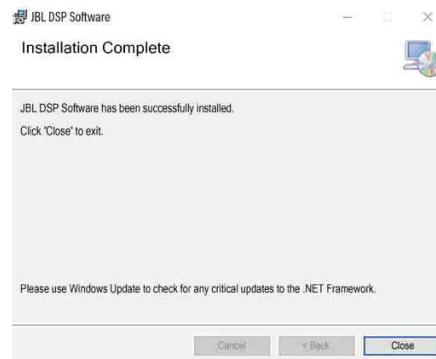 JBL DSP Software
Installation Complete
JBL DSP Software has been successfully installed.
Click "Close" to exit.
Please use Windows Update to check for any critical updates to the .NET Framework.
Cancel
< Back
Close